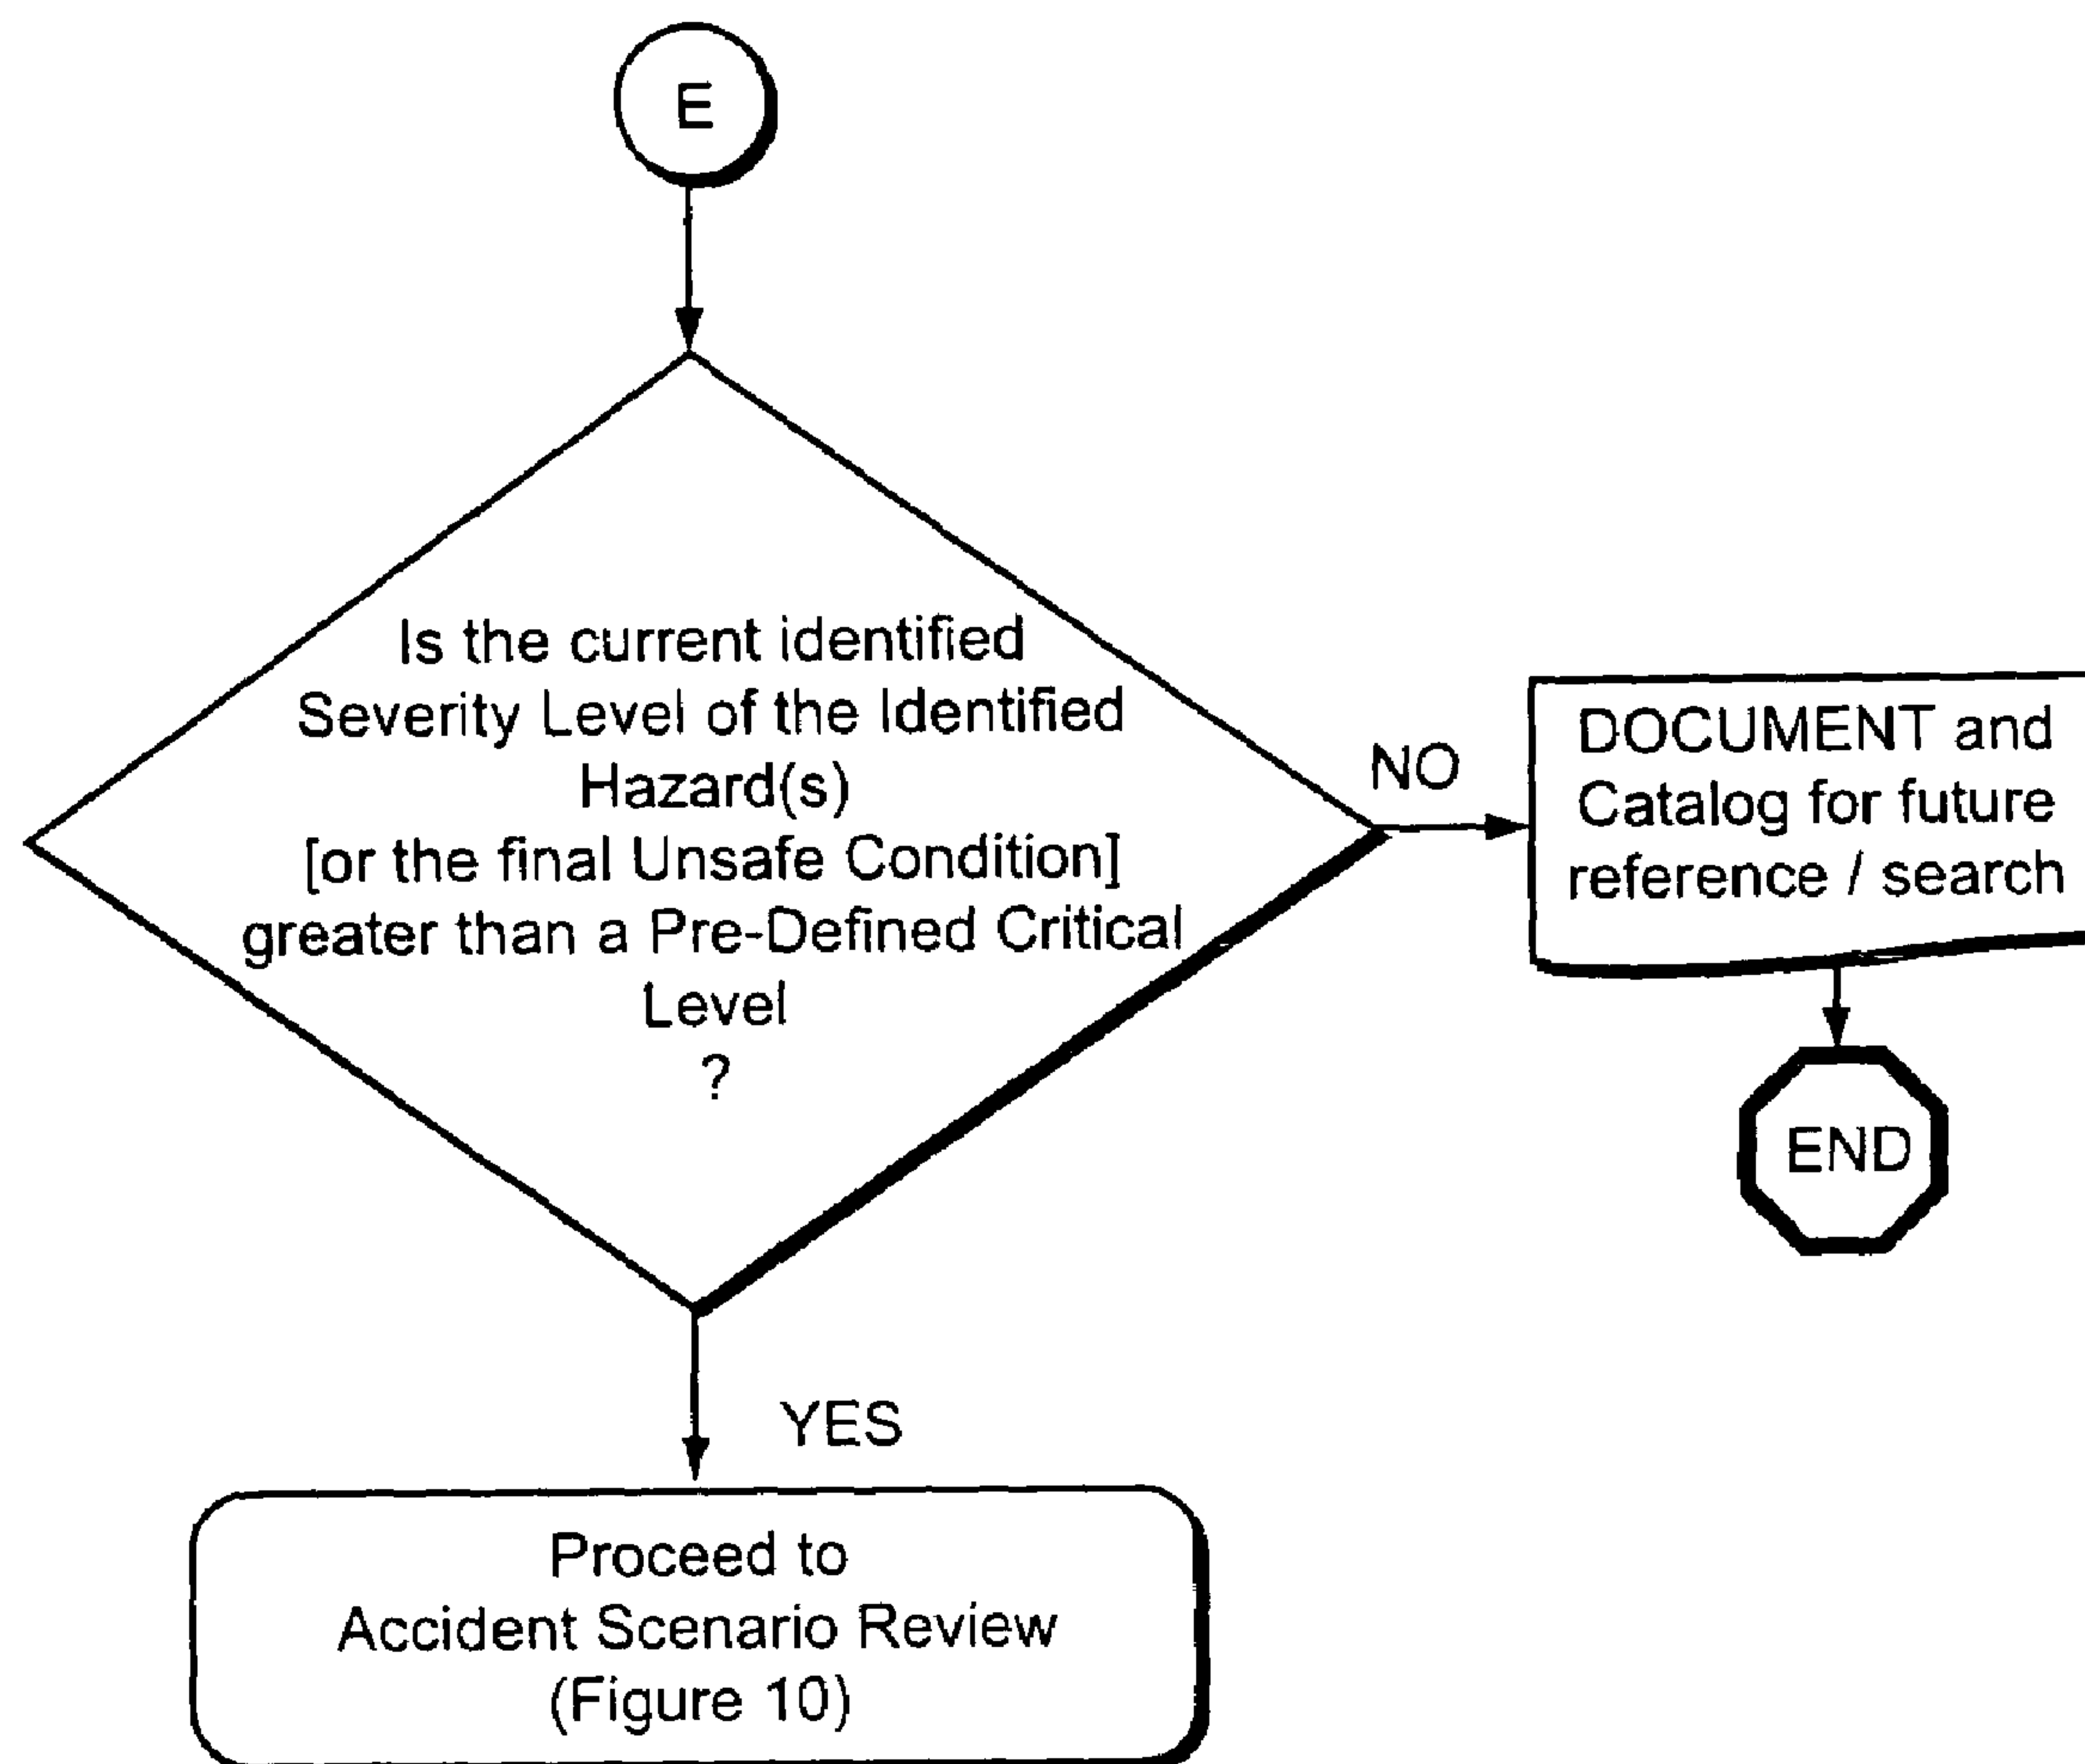 E
Is the current identified
Severity Level of the Identified
Hazard(s)
[or the final Unsafe Condition]
greater than a Pre-Defined Critical
Level
?
NO
DOCUMENT and
Catalog for future
reference / search
END
YES
Proceed to
Accident Scenario Review
(Figure 10)